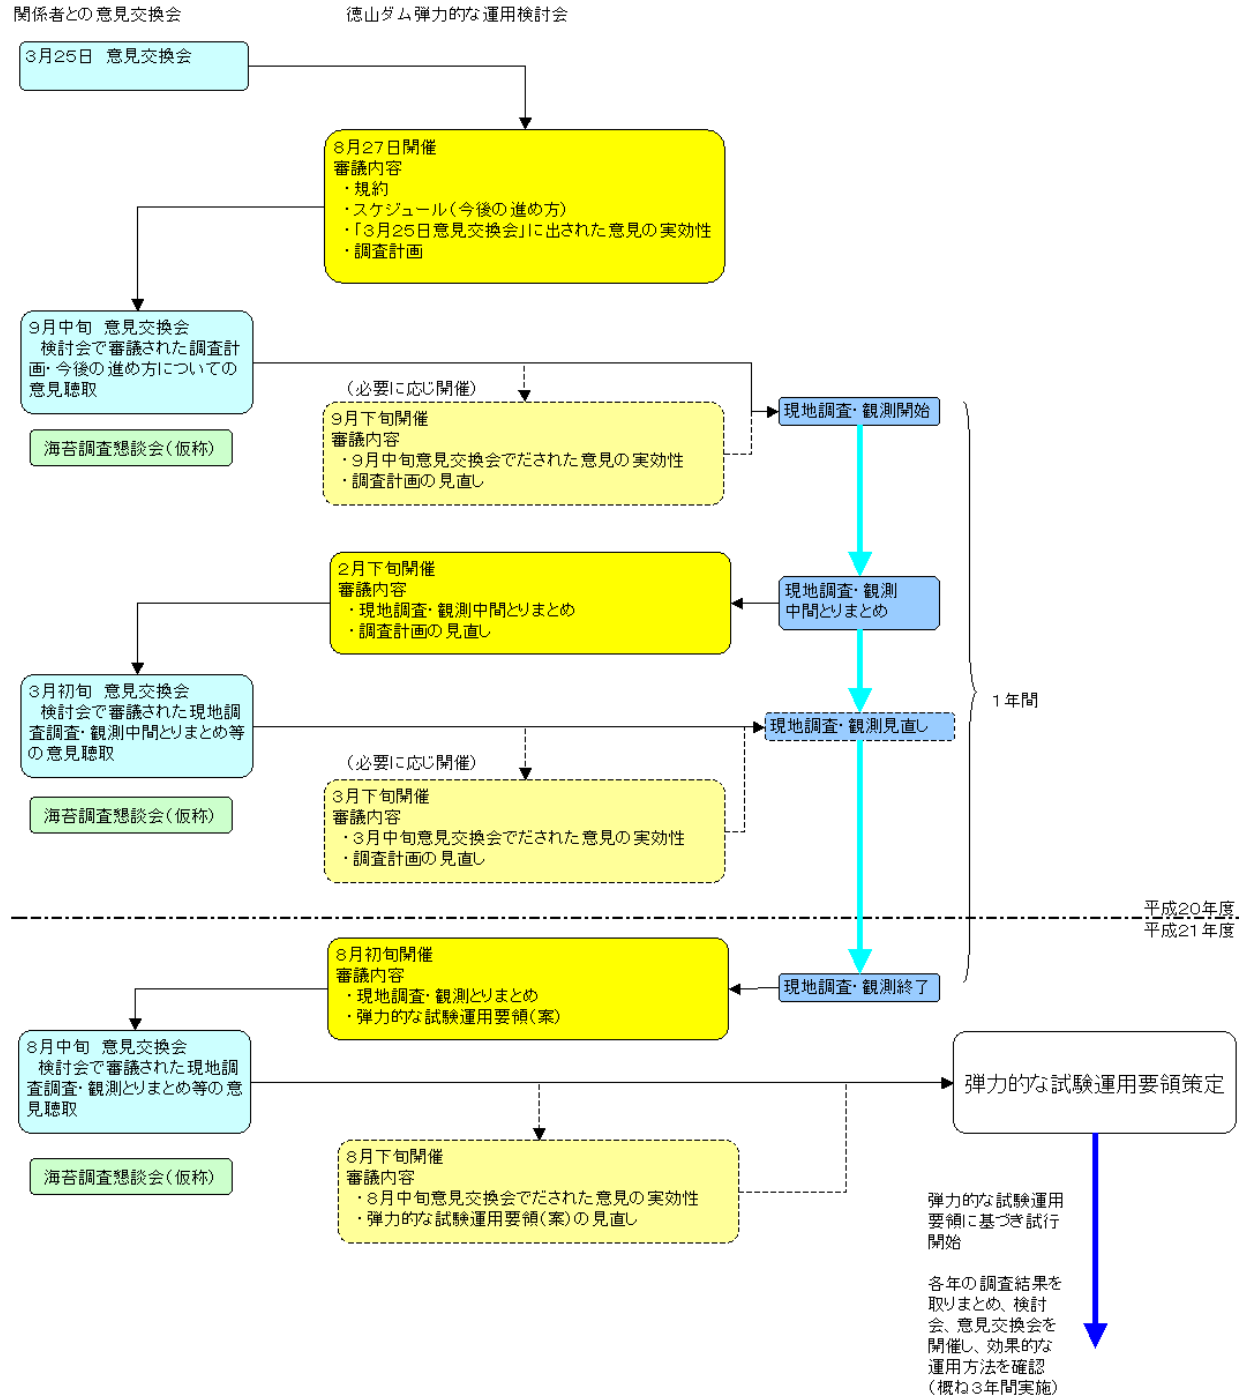 関係者との意見交換会
徳山ダム弾力的な運用検討会
3月25日　意見交換会
8月27日開催
審議内容
・規約
・スケジュール(今後の進め方)
・「3月25日意見交換会」に出された意見の実効性
・調査計画
9月中旬　意見交換会
検討会で審議された調査計
画・今後の進め方についての
意見聴取
(必要に応じ開催)
現地調査・観測開始
9月下旬開催
審議内容
・9月中旬意見交換会でだされた意見の実効性
・調査計画の見直し
海苔調査懇談会(仮称)
2月下旬開催
審議内容
・現地調査・観測中間とりまとめ
・調査計画の見直し
現地調査・観測
中間とりまとめ
3月初旬　意見交換会
検討会で審議された現地調
査調査・観測中間とりまとめ等
の意見聴取
1年間
現地調査・観測見直し
(必要に応じ開催)
3月下旬開催
審議内容
・3月中旬意見交換会でだされた意見の実効性
・調査計画の見直し
海苔調査懇談会(仮称)
平成20年度
平成21年度
8月初旬開催
審議内容
・現地調査・観測とりまとめ
・弾力的な試験運用要領(案)
現地調査・観測終了
8月中旬　意見交換会
検討会で審議された現地調
査調査・観測とりまとめ等の意
見聴取
弾力的な試験運用要領策定
8月下旬開催
審議内容
・8月中旬意見交換会でだされた意見の実効性
・弾力的な試験運用要領(案)の見直し
海苔調査懇談会(仮称)
弾力的な試験運用
要領に基づき試行
開始
各年の調査結果を
取りまとめ、検討
会、意見交換会を
開催し、効果的な
運用方法を確認
(概ね3年間実施)